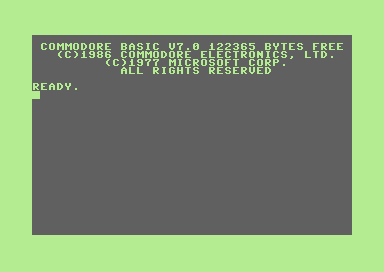 COMMODORE BASIC V7.0 122365 BYTES FREE
(C)1986 COMMODORE ELECTRONICS, LTD.
(C)1977 MICROSOFT CORP.
ALL RIGHTS RESERVED
READY.